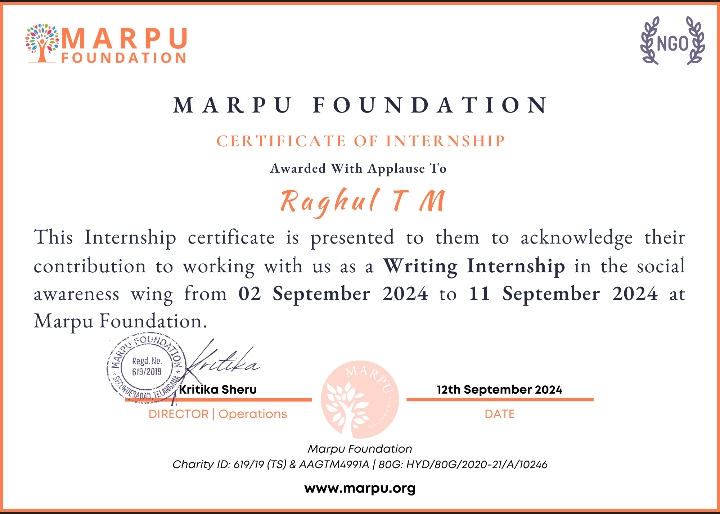 MARPU
FOUNDATION
NGO
MARPU FOUNDATION
CERTIFICATE OF INTERNSHIP
Awarded With Applause To
Raghul T M
This Internship certificate is presented to them to acknowledge their
contribution to working with us as a Writing Internship in the social
awareness wing from 02 September 2024 to 11 September 2024 at
Marpu Foundation.
MARPU FOUNDATION
Regd. No.
619/2019
Kritika
Kritika Sheru
DIRECTOR | Operations
MARPU
12th September 2024
DATE
Marpu Foundation
Charity ID: 619/19 (TS) & AAGTM4991A | 80G: HYD/80G/2020-21/A/10246
www.marpu.org